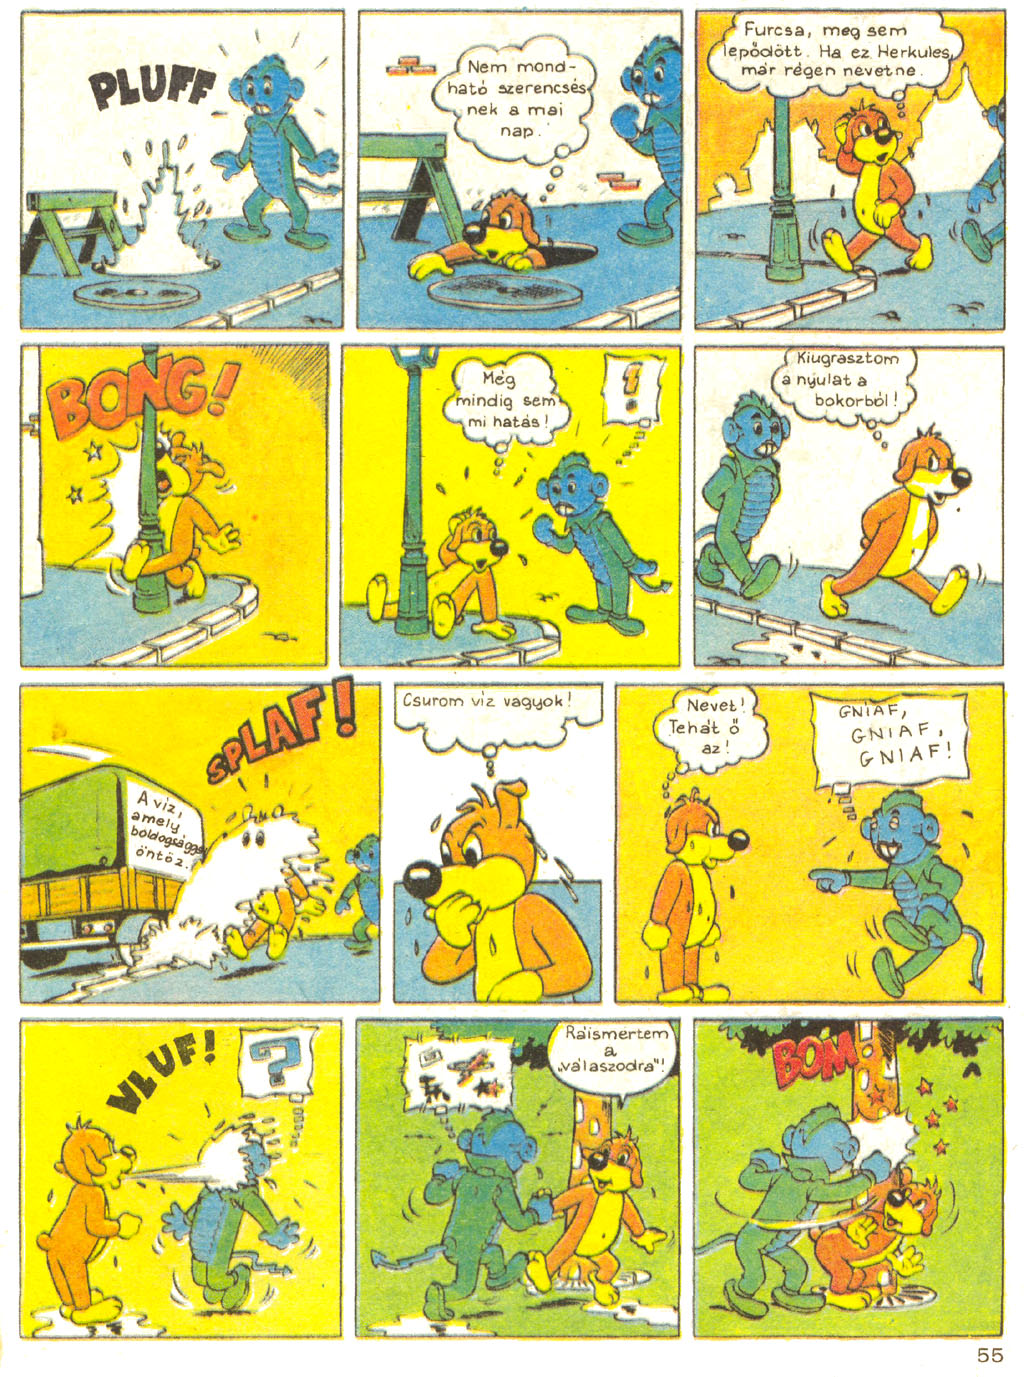 PLUFF
Nem mond-
ható szerencsés
nek a mai
nap.
Furcsa, meg sem
lepődött. Ha ez Herkules,
már régen nevetne.
BONG!
Még
mindig sem
mi hatás!
!
Kiugrasztom
a nyulat a
bokorból!
SPLAF!
A víz,
amely
boldogsággal
öntöz.
Csurom víz vagyok!
Nevet!
Tehát ő
az!
GNIAF,
GNIAF,
GNIAF!
VLUF!
?
Ráismertem
a
„válaszodra"!
BOM
55